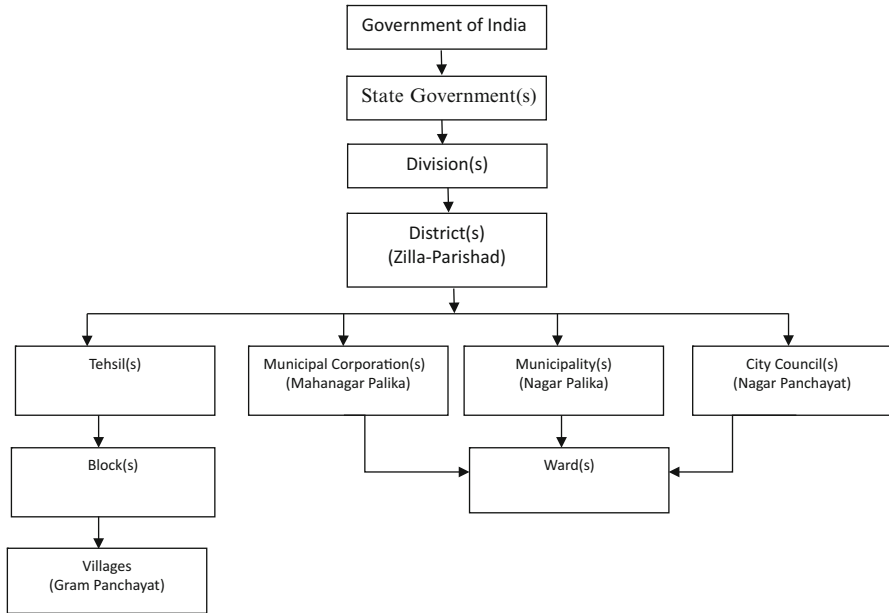 Government of India
State Government(s)
Division(s)
District(s)
(Zilla-Parishad)
Tehsil(s)
Municipal Corporation(s)
(Mahanagar Palika)
Municipality(s)
(Nagar Palika)
City Council(s)
(Nagar Panchayat)
Block(s)
Ward(s)
Villages
(Gram Panchayat)